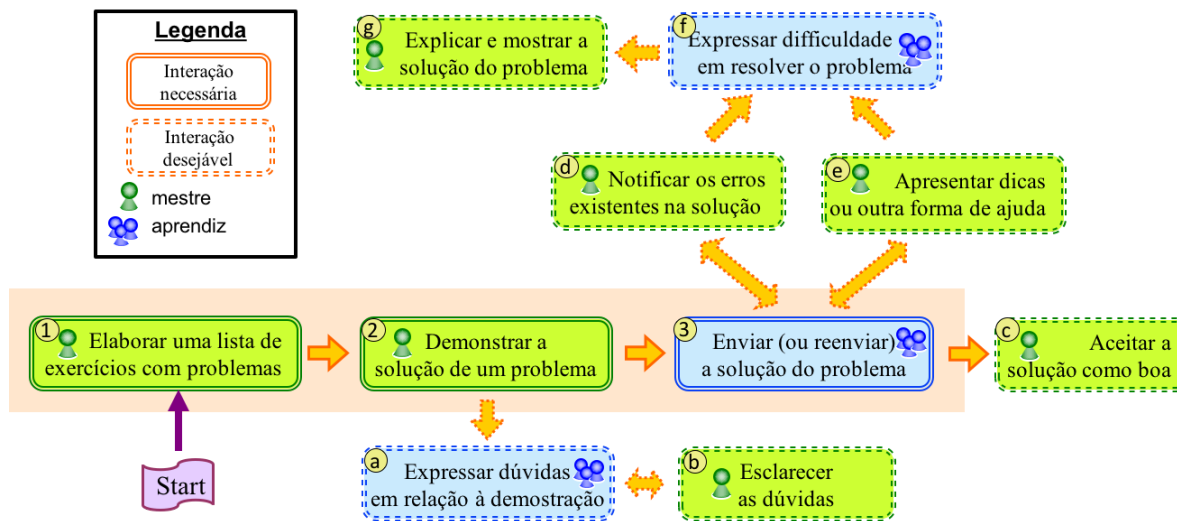 Legenda
Interação
necessária
Interação
desejável
mestre
aprendiz
g
Explicar e mostrar a
solução do problema
f
Expressar difficuldade
em resolver o problema
d
Notificar os erros
existentes na solução
e
Apresentar dicas
ou outra forma de ajuda
1
Elaborar uma lista de
exercícios com problemas
2
Demonstrar a
solução de um problema
3
Enviar (ou reenviar)
a solução do problema
c
Aceitar a
solução como boa
Start
a
Expressar dúvidas
em relação à demostração
b
Esclarecer
as dúvidas